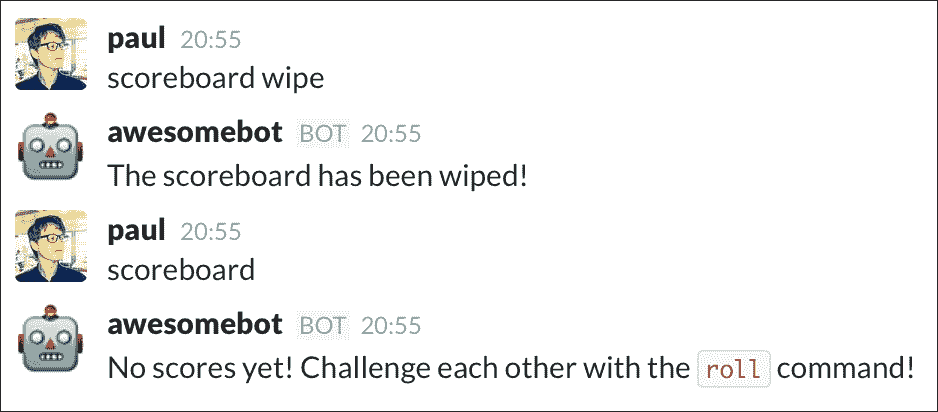 paul 20:55
scoreboard wipe
awesomebot BOT 20:55
The scoreboard has been wiped!
paul 20:55
scoreboard
awesomebot BOT 20:55
No scores yet! Challenge each other with the roll command!